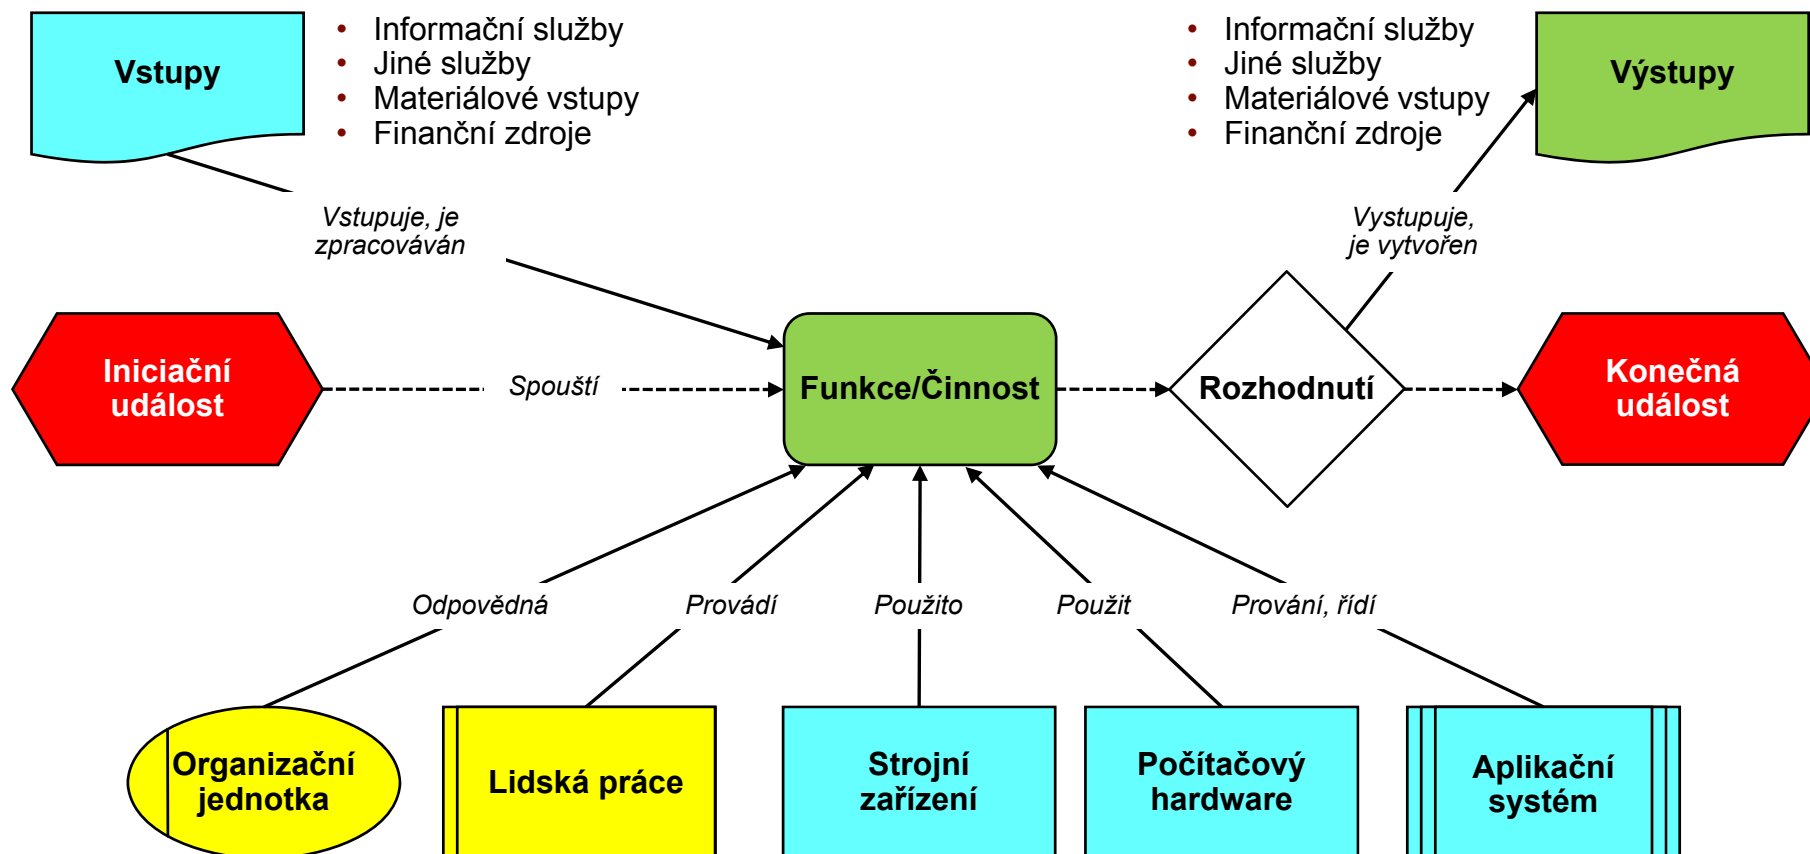 Vstupy
• Informační služby
• Jiné služby
• Materiálové vstupy
• Finanční zdroje
• Informační služby
• Jiné služby
• Materiálové vstupy
• Finanční zdroje
Výstupy
Vstupuje, je
zpracováván
Vystupuje,
je vytvořen
Iniciační
událost
Spouští
Funkce/Činnost
Rozhodnutí
Konečná
událost
Odpovědná
Provádí
Použito
Použit
Prování, řídí
Organizační
jednotka
Lidská práce
Strojní
zařízení
Počítačový
hardware
Aplikační
systém